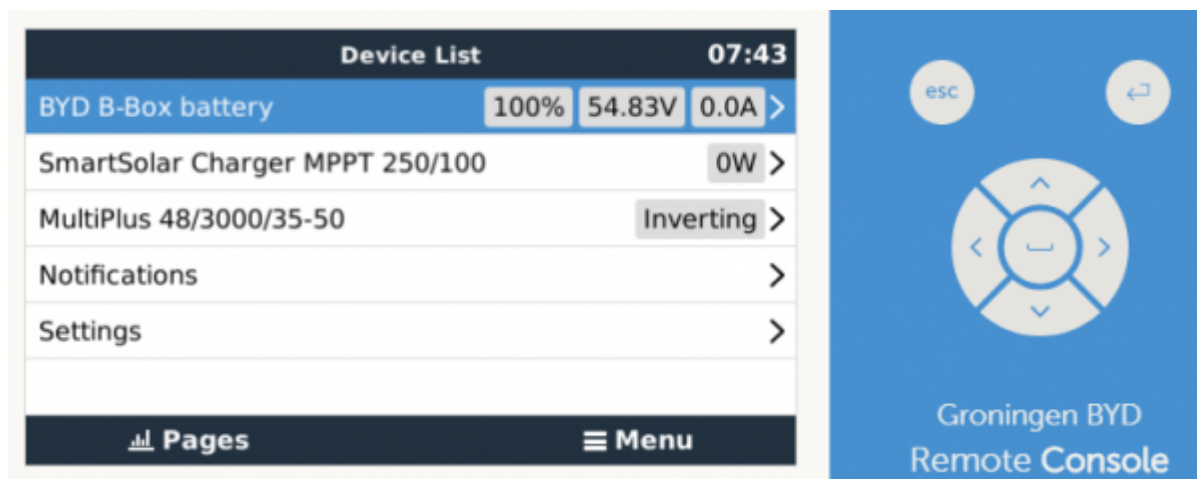 Device List 07:43
BYD B-Box battery 100% 54.83V 0.0A
SmartSolar Charger MPPT 250/100 0W
MultiPlus 48/3000/35-50 Inverting
Notifications
Settings
Pages Menu
esc
Groningen BYD
Remote Console